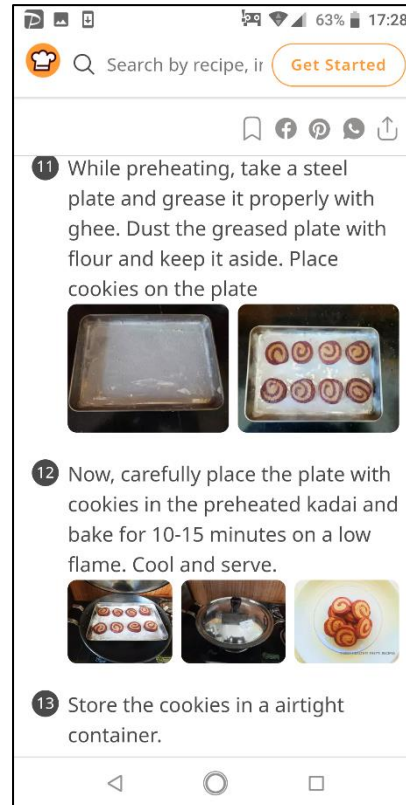 63% 17:28
Search by recipe, ir Get Started
11 While preheating, take a steel
plate and grease it properly with
ghee. Dust the greased plate with
flour and keep it aside. Place
cookies on the plate
12 Now, carefully place the plate with
cookies in the preheated kadai and
bake for 10-15 minutes on a low
flame. Cool and serve.
13 Store the cookies in a airtight
container.